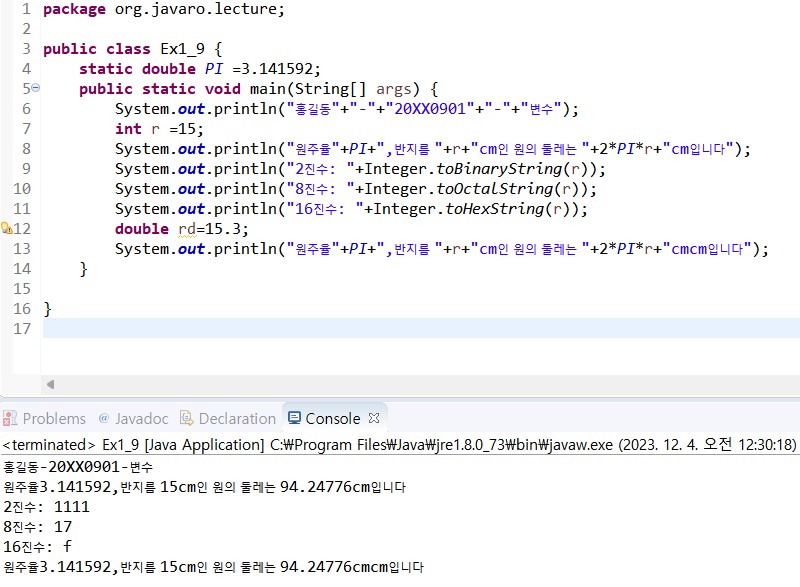 1 package org.javaro.lecture;
2
3 public class Ex1_9 {
4 static double PI =3.141592;
5 public static void main(String[] args) {
6 System.out.println("홍길동"+"-"+"20XX0901"+"-"+"변수");
7 int r =15;
8 System.out.println("원주율"+PI+",반지름 "+r+"cm인 원의 둘레는 "+2*PI*r+"cm입니다");
9 System.out.println("2진수: "+Integer.toBinaryString(r));
10 System.out.println("8진수: "+Integer.toOctalString(r));
11 System.out.println("16진수: "+Integer.toHexString(r));
12 double rd=15.3;
13 System.out.println("원주율"+PI+",반지름 "+r+"cm인 원의 둘레는 "+2*PI*r+"cmcm입니다");
14 }
15
16 }
17
Problems @ Javadoc Declaration Console
<terminated> Ex1_9 [Java Application] C:₩Program Files₩Java₩jre1.8.0_73₩bin₩javaw.exe (2023. 12. 4. 오전 12:30:18)
홍길동-20XX0901-변수
원주율3.141592,반지름 15cm인 원의 둘레는 94.24776cm입니다
2진수: 1111
8진수: 17
16진수: f
원주율3.141592,반지름 15cm인 원의 둘레는 94.24776cmcm입니다